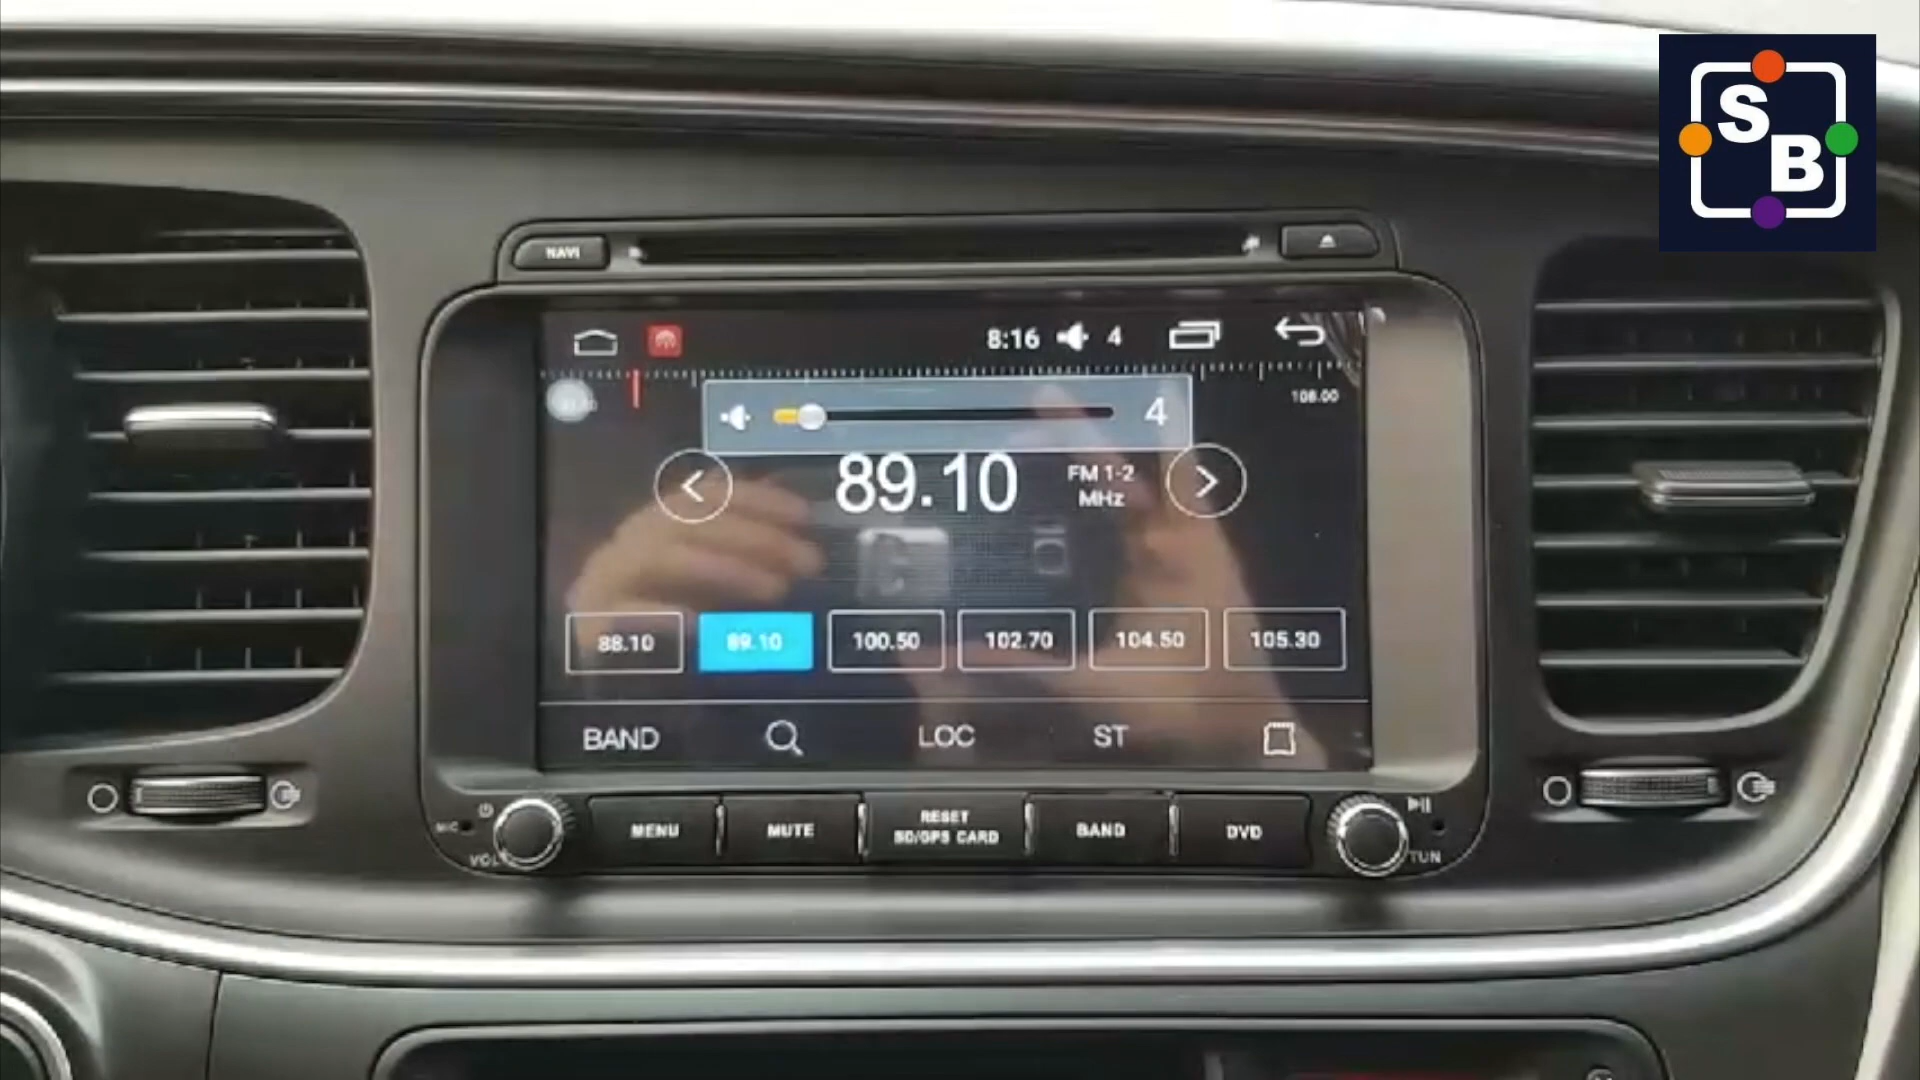 S
B
NAVI
8:16 4
108.00
4
89.10
FM 1-2
MHz
88.10 89.10 100.50 102.70 104.50 105.30
BAND LOC ST
MIC
VOL
MENU MUTE RESET BAND DVD
SD/GPS CARD
TUN